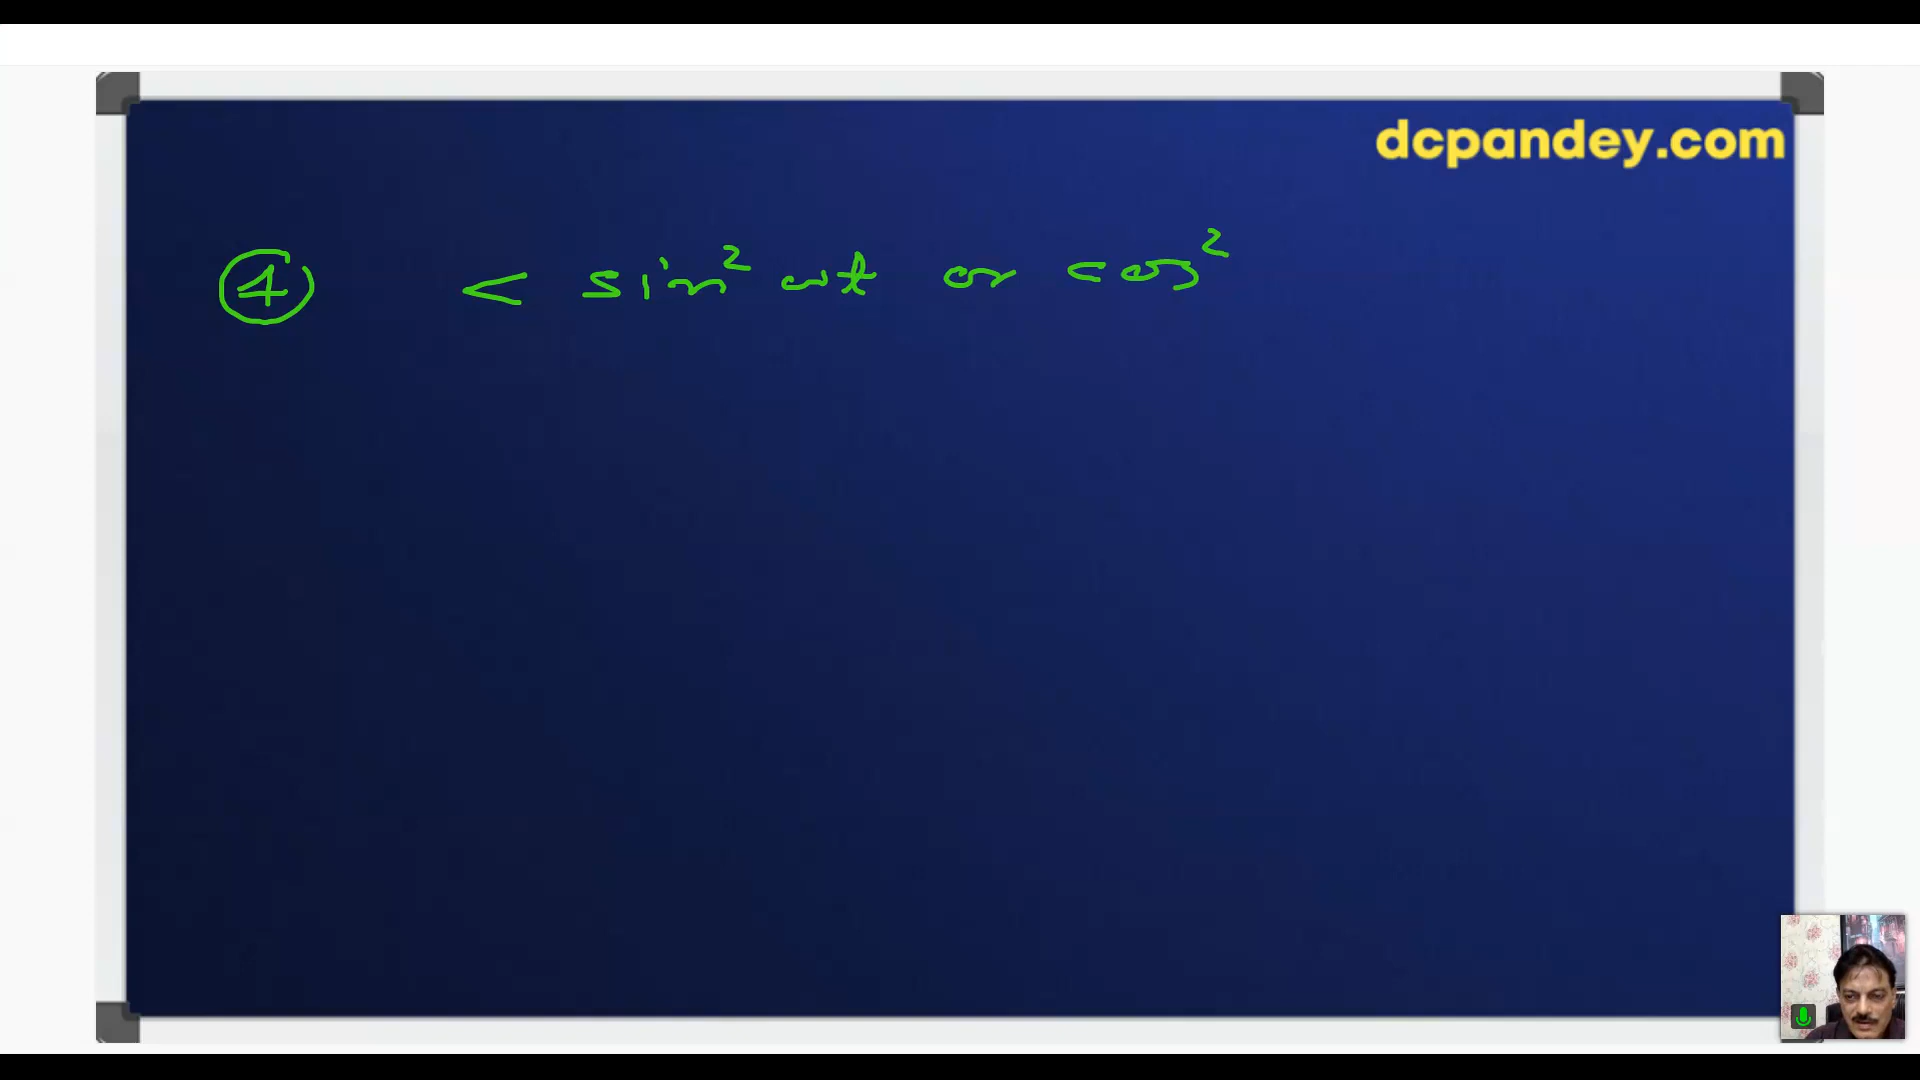 dcpandey.com
④ < sin² ωt or cos²